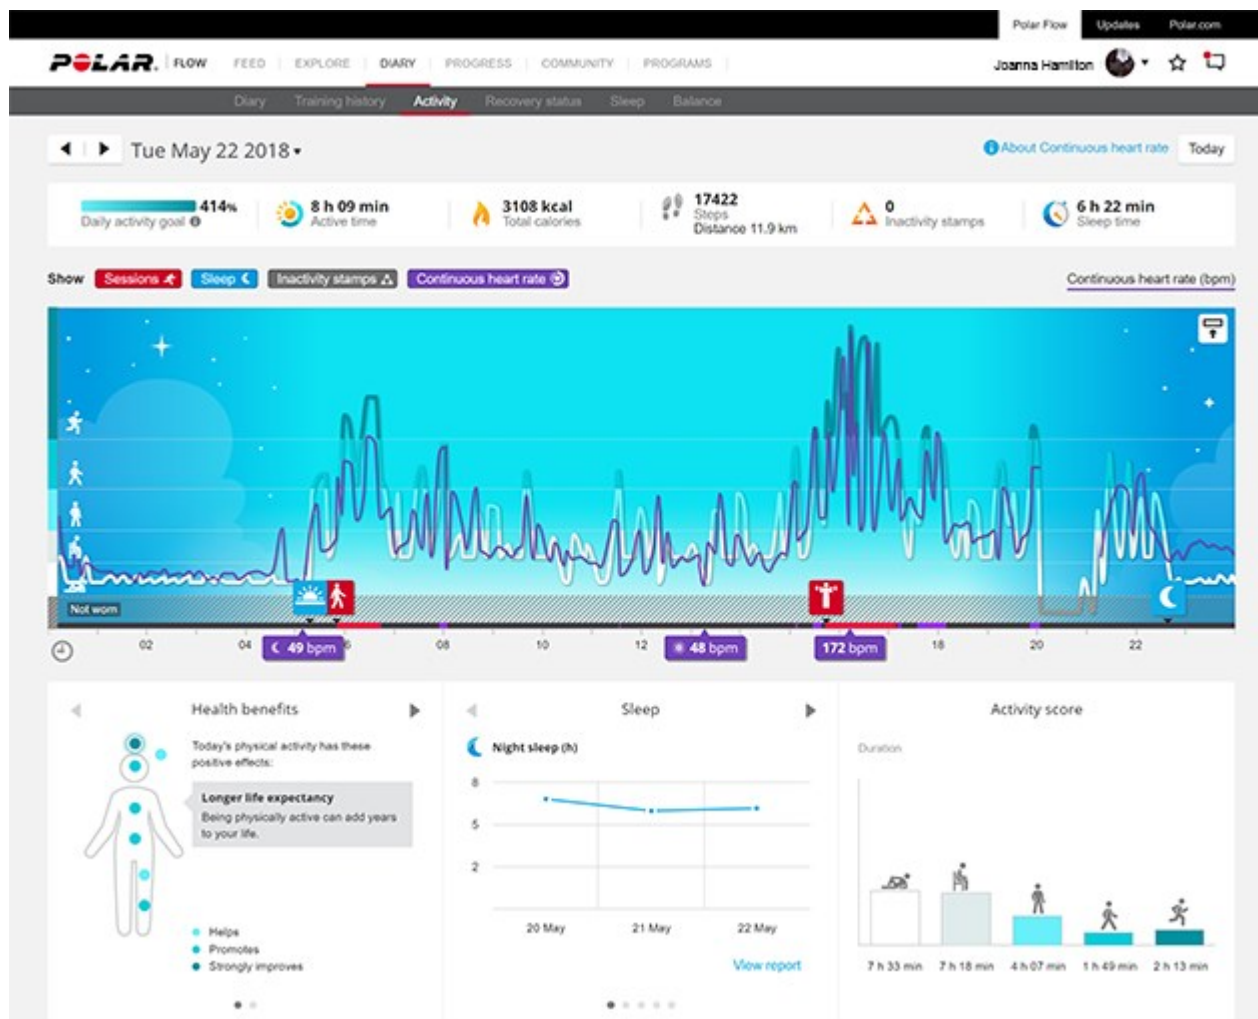 Polar Flow Updates Polar.com
POLAR. FLOW FEED EXPLORE DIARY PROGRESS COMMUNITY PROGRAMS Joanna Hamilton
Diary Training history Activity Recovery status Sleep Balance
Tue May 22 2018 About Continuous heart rate Today
414%
Daily activity goal
8 h 09 min
Active time
3108 kcal
Total calories
17422
Steps
Distance 11.9 km
0
Inactivity stamps
6 h 22 min
Sleep time
Show Sessions Sleep Inactivity stamps Continuous heart rate Continuous heart rate (bpm)
Not worn
02 04 6 08 10 12 18 20 22
49 bpm 48 bpm 172 bpm
Health benefits
Today's physical activity has these
positive effects:
Longer life expectancy
Being physically active can add years
to your life.
Helps
Promotes
Strongly improves
Sleep
Night sleep (h)
8
5
2
20 May 21 May 22 May
View report
Activity score
Duration
7 h 33 min 7 h 18 min 4 h 07 min 1 h 49 min 2 h 13 min